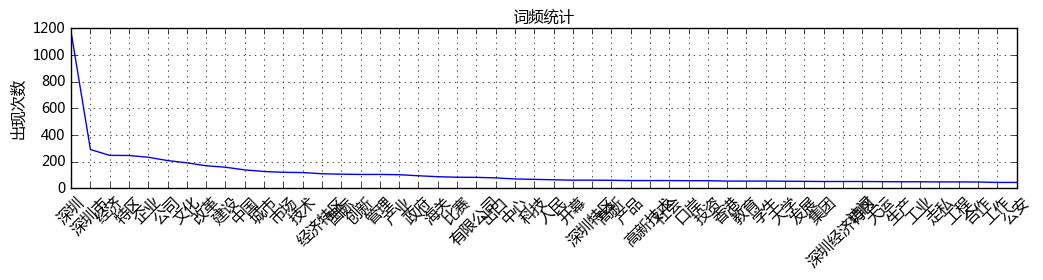 词频统计
出现次数
1200
1000
800
600
400
200
0
深圳
深圳市
经济
特区
企业
公司
文化
改革
建设
中国
城市
市场
技术
经济特区
创新
管理
产业
政府
海关
比赛
有限公司
出口
中心
科技
人民
开幕
深圳特区
产品
高新技术
社会
口岸
投资
香港
教育
学生
大学
发展
集团
深圳经济特区
大运
生产
工业
走私
工程
合作
工作
公安